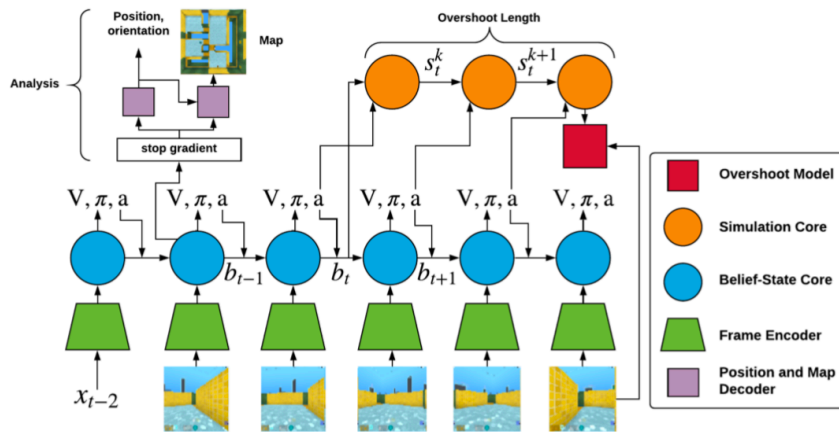 Position,
orientation
Map
Analysis
stop gradient
Overshoot Length
s_t^k
s_t^{k+1}
V, π, a
V, π, a
V, π, a
V, π, a
V, π, a
V, π, a
b_{t−1}
b_t
b_{t+1}
x_{t−2}
Overshoot Model
Simulation Core
Belief-State Core
Frame Encoder
Position and Map
Decoder